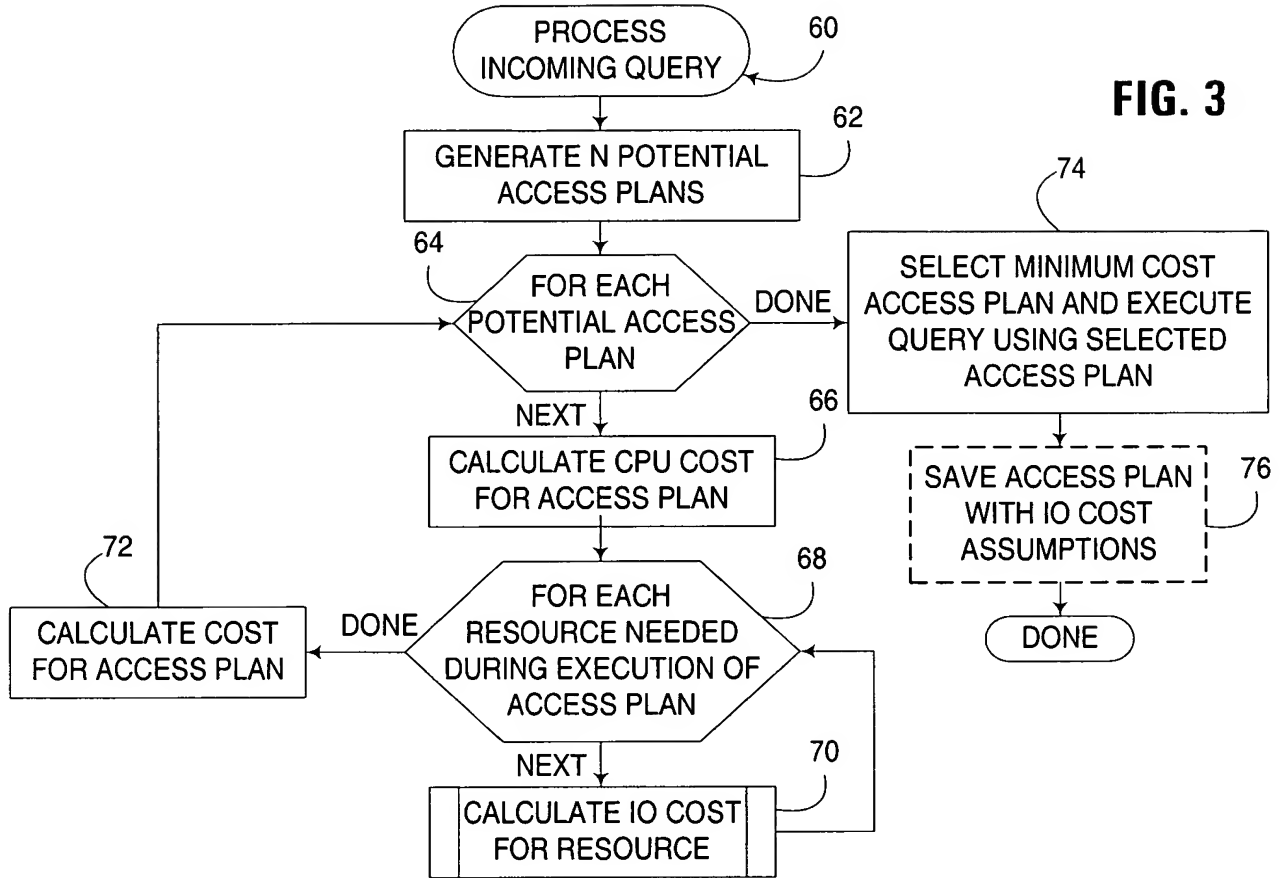 PROCESS
INCOMING QUERY
60
FIG. 3
GENERATE N POTENTIAL
ACCESS PLANS
62
64
FOR EACH
POTENTIAL ACCESS
PLAN
DONE
NEXT
74
SELECT MINIMUM COST
ACCESS PLAN AND EXECUTE
QUERY USING SELECTED
ACCESS PLAN
66
CALCULATE CPU COST
FOR ACCESS PLAN
SAVE ACCESS PLAN
WITH IO COST
ASSUMPTIONS
76
DONE
72
CALCULATE COST
FOR ACCESS PLAN
DONE
68
FOR EACH
RESOURCE NEEDED
DURING EXECUTION OF
ACCESS PLAN
NEXT
70
CALCULATE IO COST
FOR RESOURCE